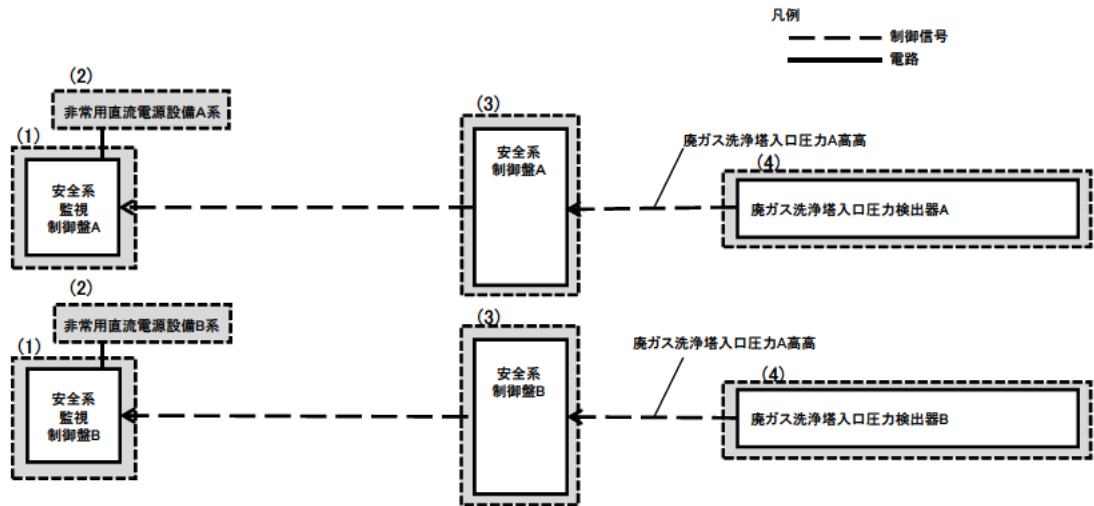 凡例
制御信号
電路
(2)
非常用直流電源設備A系
(1)
安全系
監視
制御盤A
(3)
安全系
制御盤A
廃ガス洗浄塔入口圧力A高高
(4)
廃ガス洗浄塔入口圧力検出器A
(2)
非常用直流電源設備B系
(1)
安全系
監視
制御盤B
(3)
安全系
制御盤B
廃ガス洗浄塔入口圧力A高高
(4)
廃ガス洗浄塔入口圧力検出器B